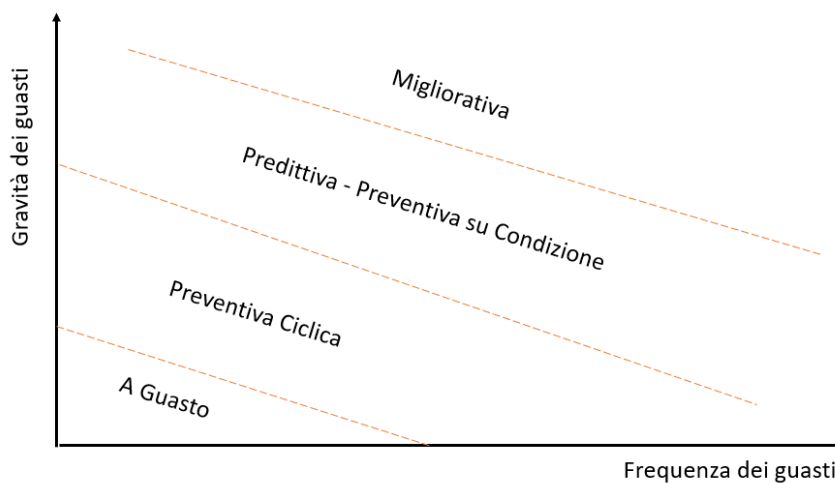 Gravità dei guasti
Migliorativa
Predittiva - Preventiva su Condizione
Preventiva Ciclica
A Guasto
Frequenza dei guasti